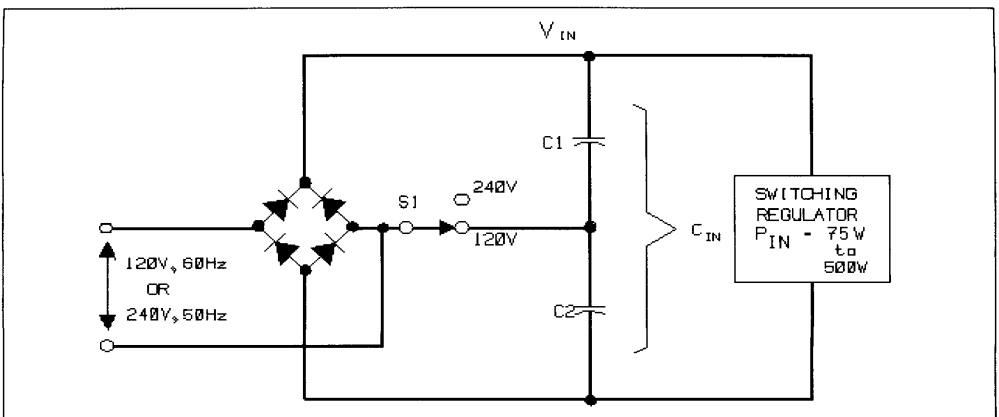 V IN
C1
S1
240V
120V
SWITCHING
REGULATOR
P IN - 75W
to
500W
C IN
120V, 60Hz
OR
240V, 50Hz
C2